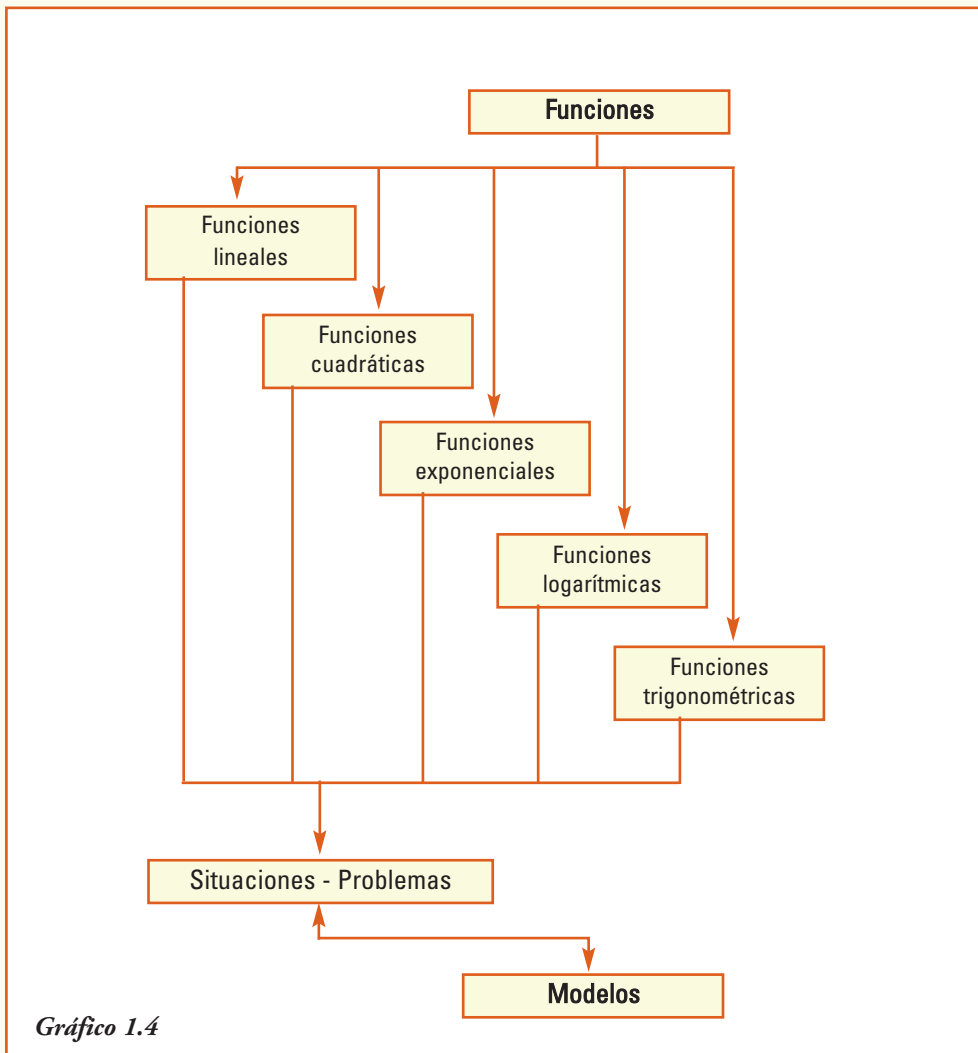 Funciones
Funciones
lineales
Funciones
cuadráticas
Funciones
exponenciales
Funciones
logarítmicas
Funciones
trigonométricas
Situaciones - Problemas
Modelos
Gráfico 1.4